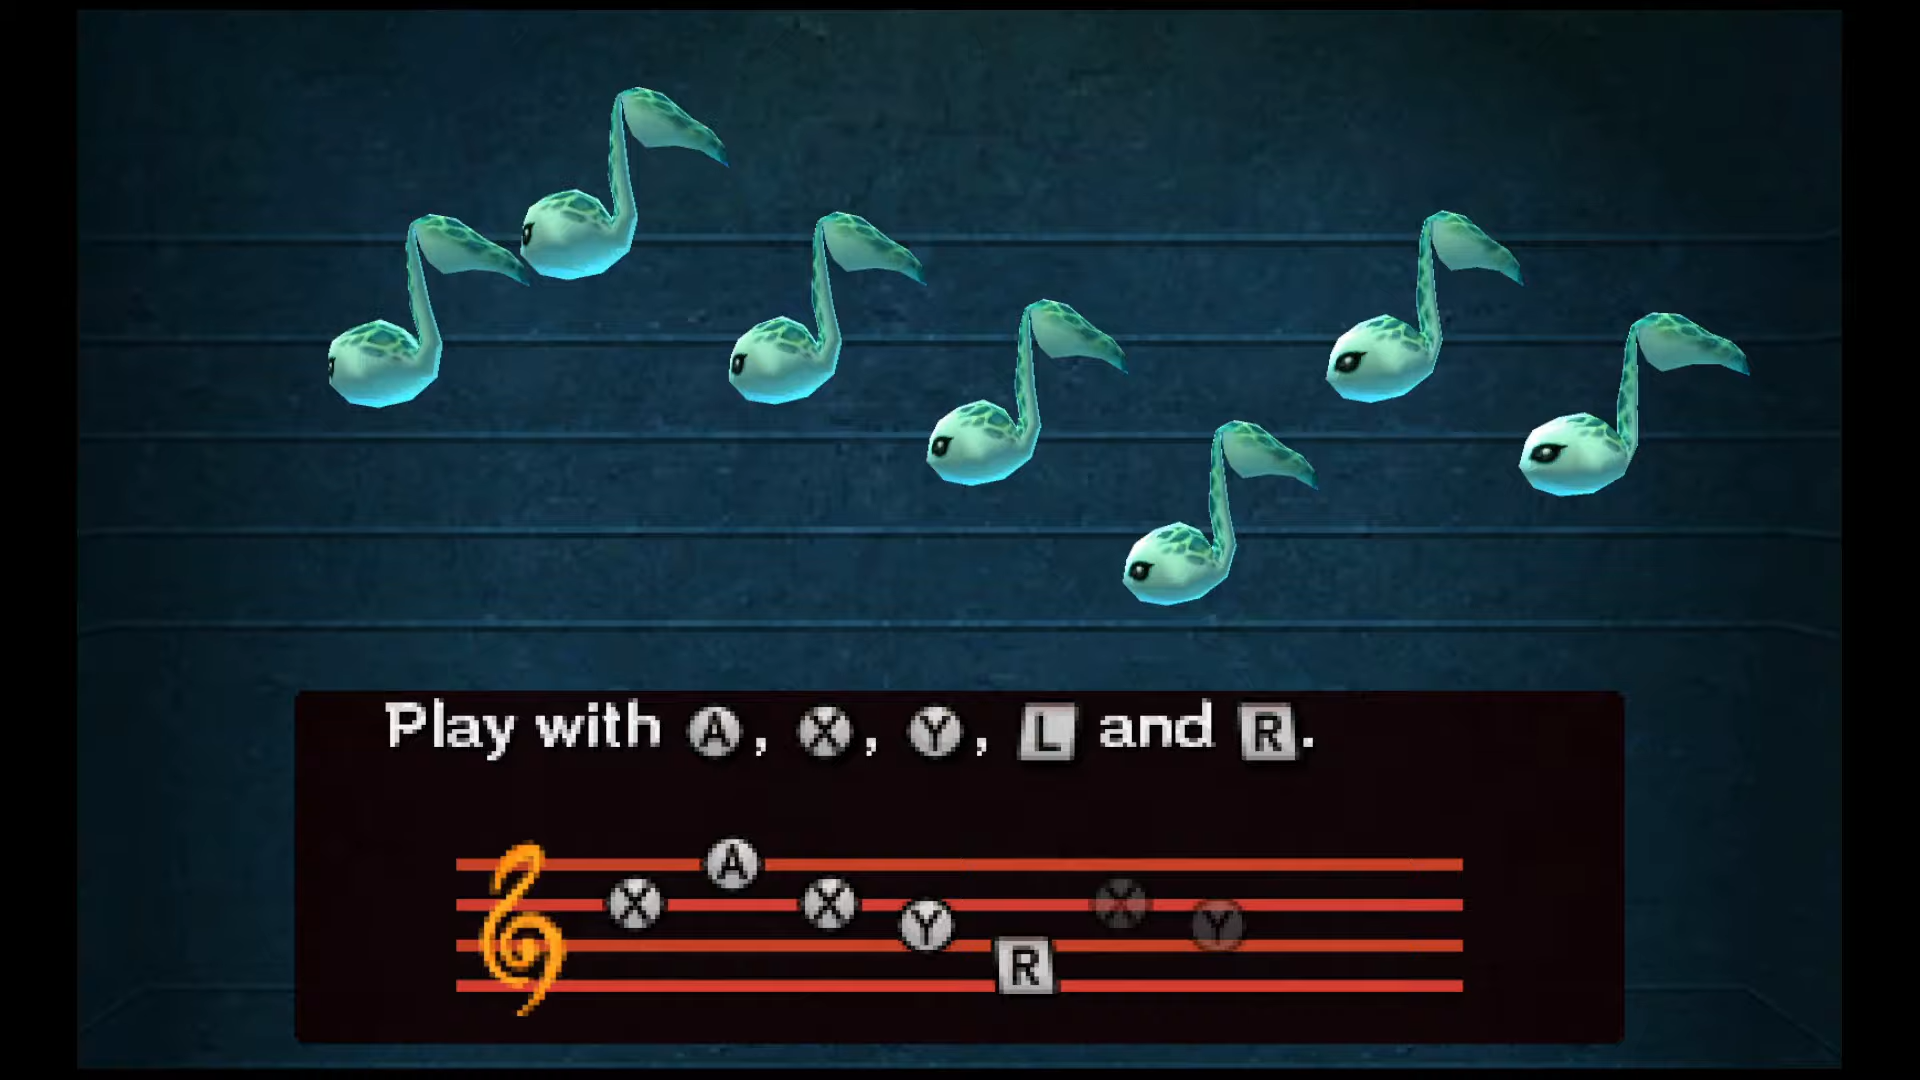 Play with A, X, Y, L and R.
X A X Y R X Y